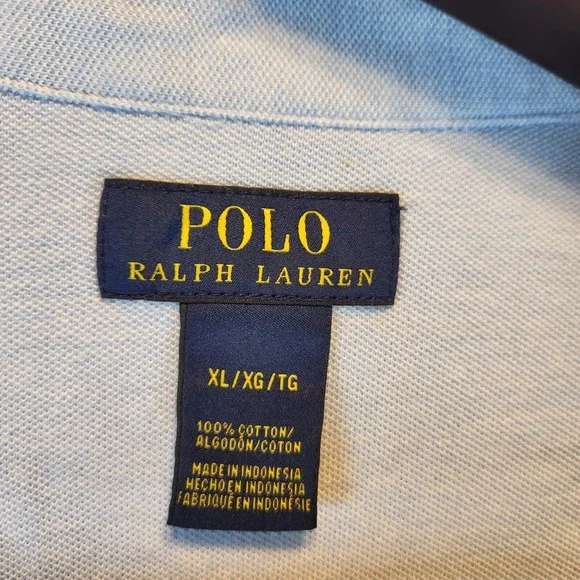 POLO
RALPH LAUREN
XL/XG/TG
100% COTTON/
ALGODÓN/COTON
MADE IN INDONESIA
HECHO EN INDONESIA
FABRIQUÉ EN INDONÉSIE